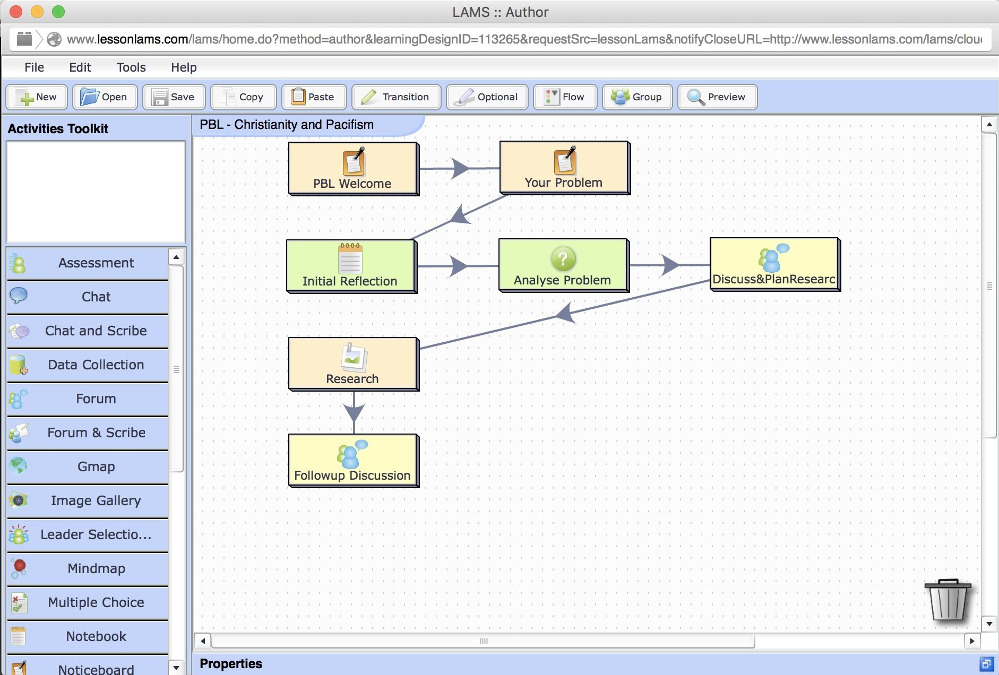 LAMS :: Author
www.lessonlams.com/lams/home.do?method=author&learningDesignID=113265&requestSrc=lessonLams&notifyCloseURL=http://www.lessonlams.com/lams/clou
File Edit Tools Help
New Open Save Copy Paste Transition Optional Flow Group Preview
Activities Toolkit
PBL - Christianity and Pacifism
PBL Welcome
Your Problem
Initial Reflection
Analyse Problem
Discuss&PlanResearc
Research
Followup Discussion
Assessment
Chat
Chat and Scribe
Data Collection
Forum
Forum & Scribe
Gmap
Image Gallery
Leader Selectio...
Mindmap
Multiple Choice
Notebook
Noticeboard
Properties